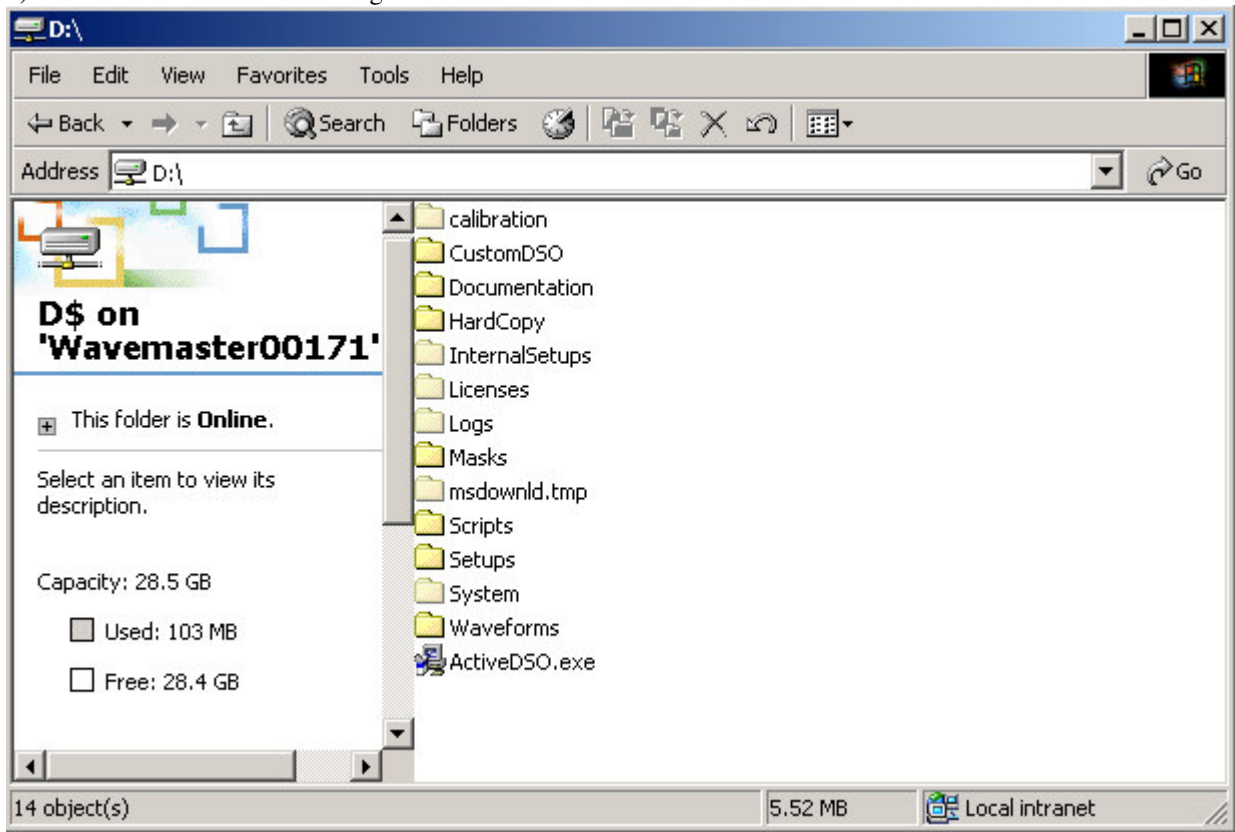 D:\
File Edit View Favorites Tools Help
Back Search Folders
Address D:\ Go
D$ on
'Wavemaster00171'
This folder is Online.
Select an item to view its
description.
Capacity: 28.5 GB
Used: 103 MB
Free: 28.4 GB
calibration
CustomDSO
Documentation
HardCopy
InternalSetups
Licenses
Logs
Masks
msdownld.tmp
Scripts
Setups
System
Waveforms
ActiveDSO.exe
14 object(s) 5.52 MB Local intranet